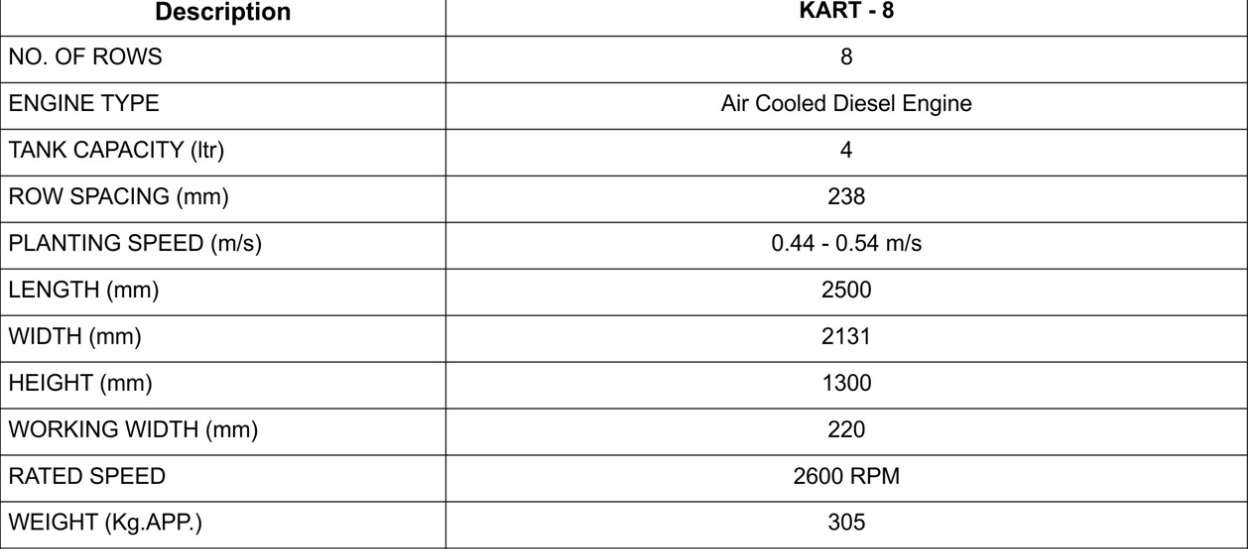 Description KART - 8
NO. OF ROWS 8
ENGINE TYPE Air Cooled Diesel Engine
TANK CAPACITY (ltr) 4
ROW SPACING (mm) 238
PLANTING SPEED (m/s) 0.44 - 0.54 m/s
LENGTH (mm) 2500
WIDTH (mm) 2131
HEIGHT (mm) 1300
WORKING WIDTH (mm) 220
RATED SPEED 2600 RPM
WEIGHT (Kg.APP.) 305